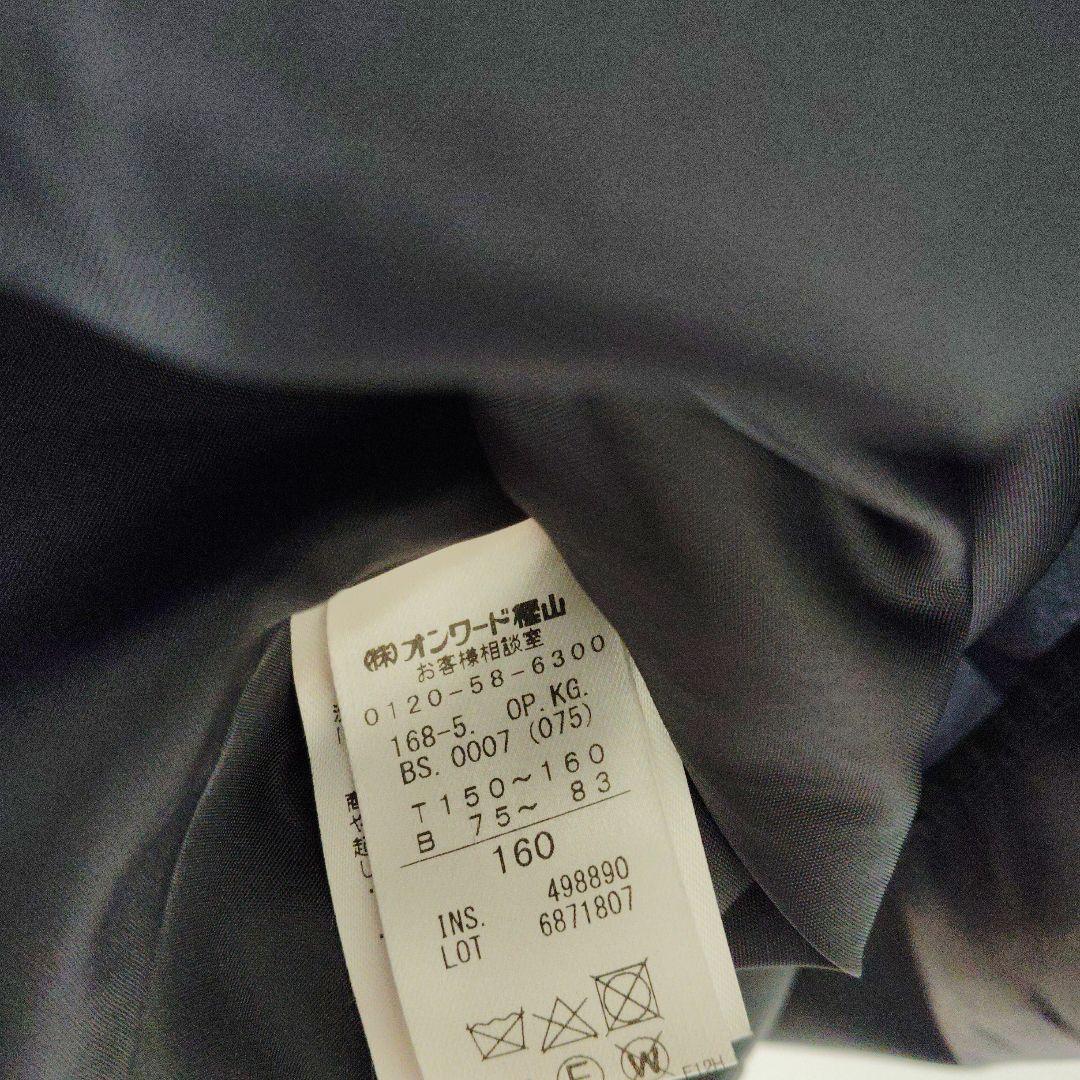 (株)オンワード樫山
お客様相談室
0120-58-6300
168-5. OP.KG.
BS. 0007 (075)
T150~160
B 75~ 83
160
INS. 498890
LOT 6871807
F
W
F12H